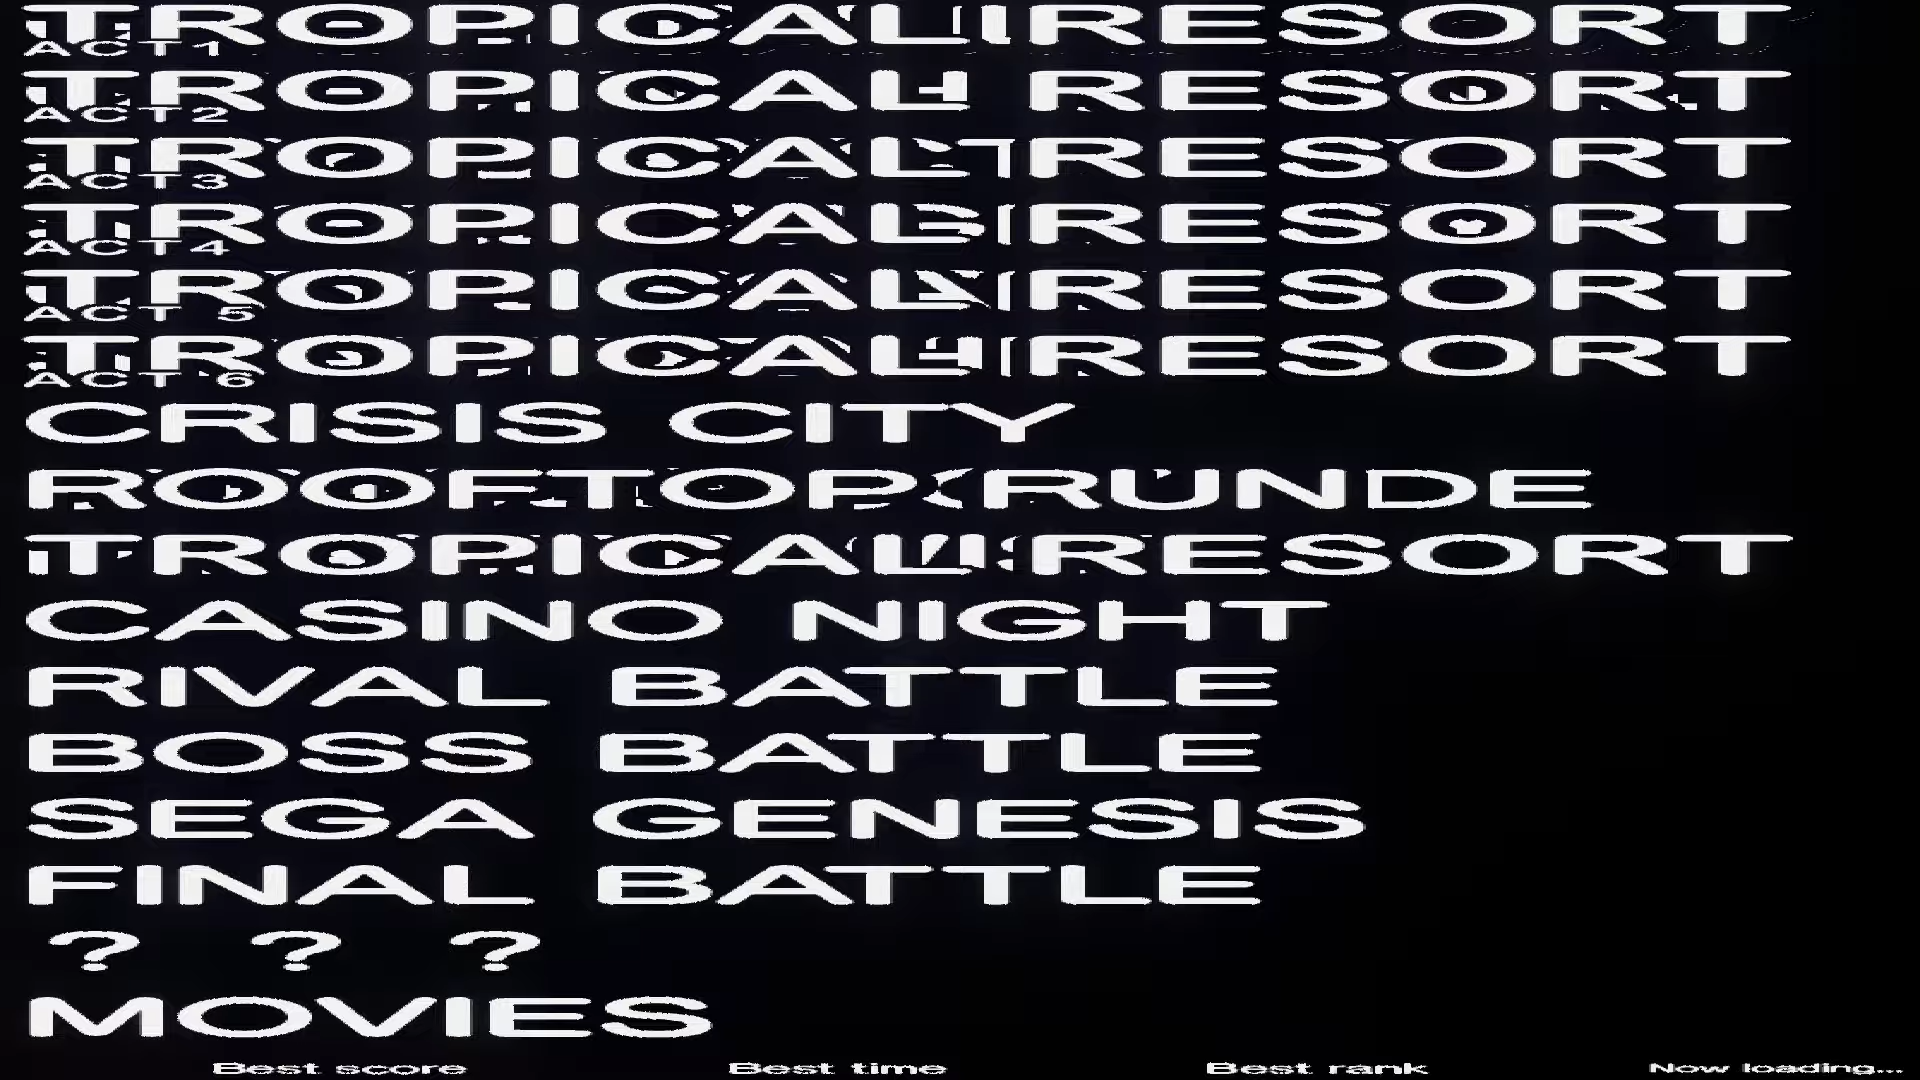 TROPICAL RESORT
ACT 1
TROPICAL RESORT
ACT 2
TROPICAL RESORT
ACT 3
TROPICAL RESORT
ACT 4
TROPICAL RESORT
ACT 5
TROPICAL RESORT
ACT 6
CRISIS CITY
ROOFTOP RUNDE
TROPICAL RESORT
CASINO NIGHT
RIVAL BATTLE
BOSS BATTLE
SEGA GENESIS
FINAL BATTLE
? ? ?
MOVIES
Best score Best time Best rank Now loading...